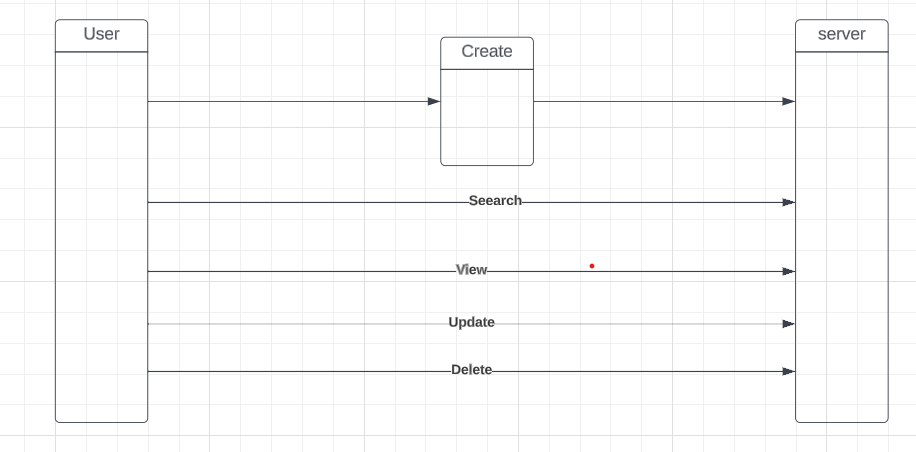 User
Create
server
Seearch
View
Update
Delete